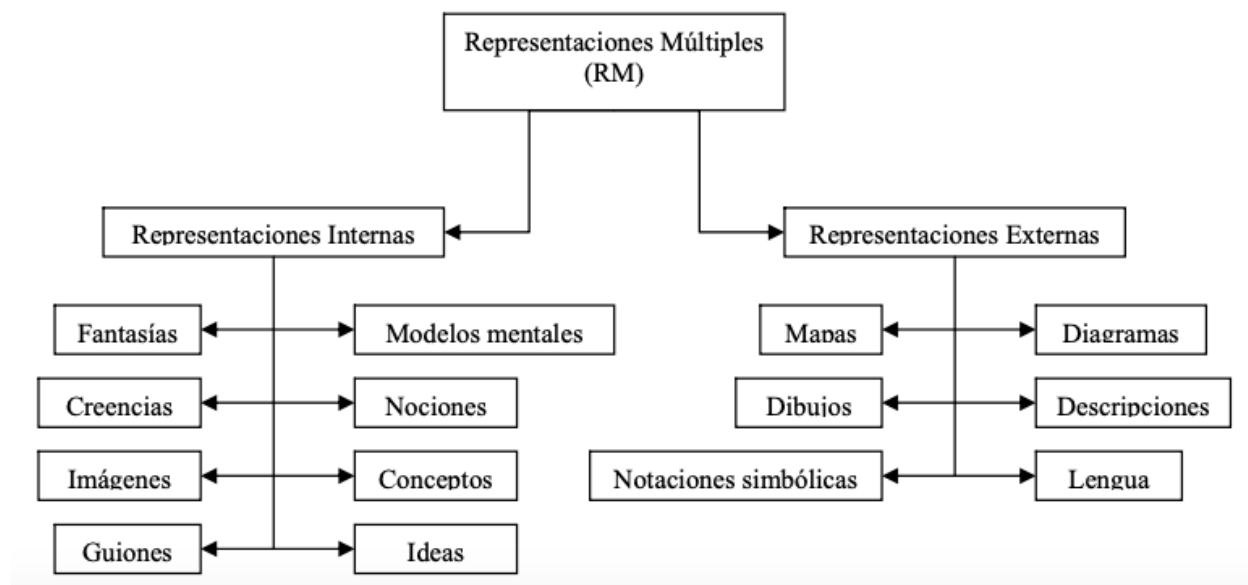 Representaciones Múltiples
(RM)
Representaciones Internas
Representaciones Externas
Fantasías
Modelos mentales
Mapas
Diagramas
Creencias
Nociones
Dibujos
Descripciones
Imágenes
Conceptos
Notaciones simbólicas
Lengua
Guiones
Ideas